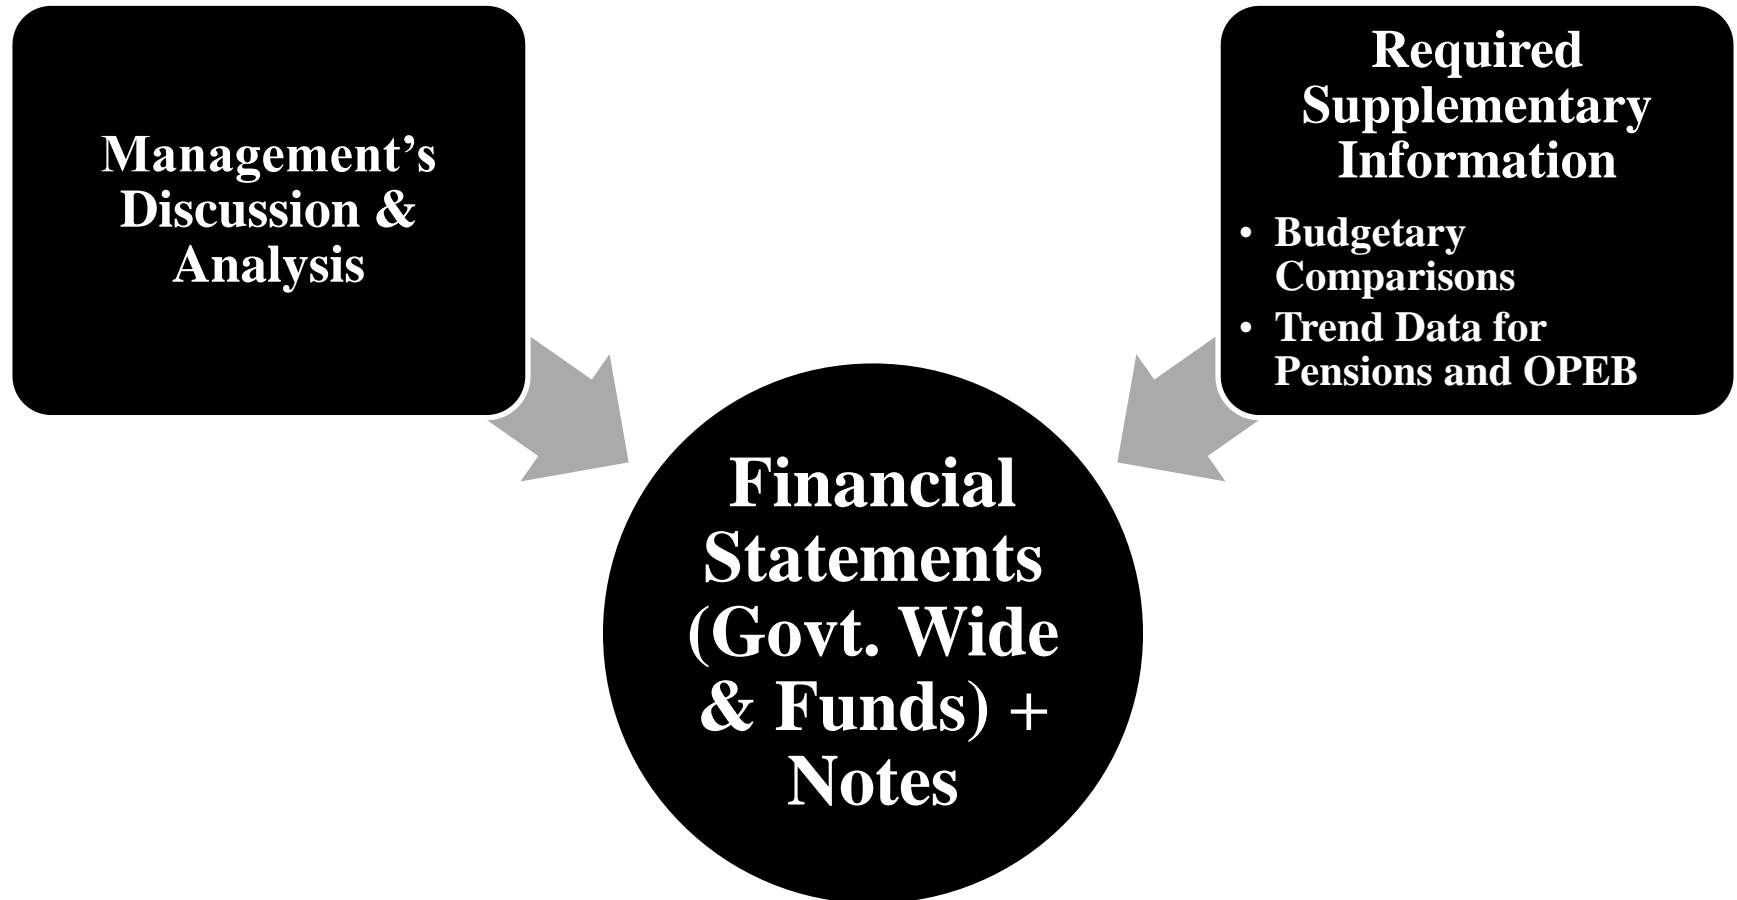 Management’s
Discussion &
Analysis
Required
Supplementary
Information
• Budgetary
Comparisons
• Trend Data for
Pensions and OPEB
Financial
Statements
(Govt. Wide
& Funds) +
Notes